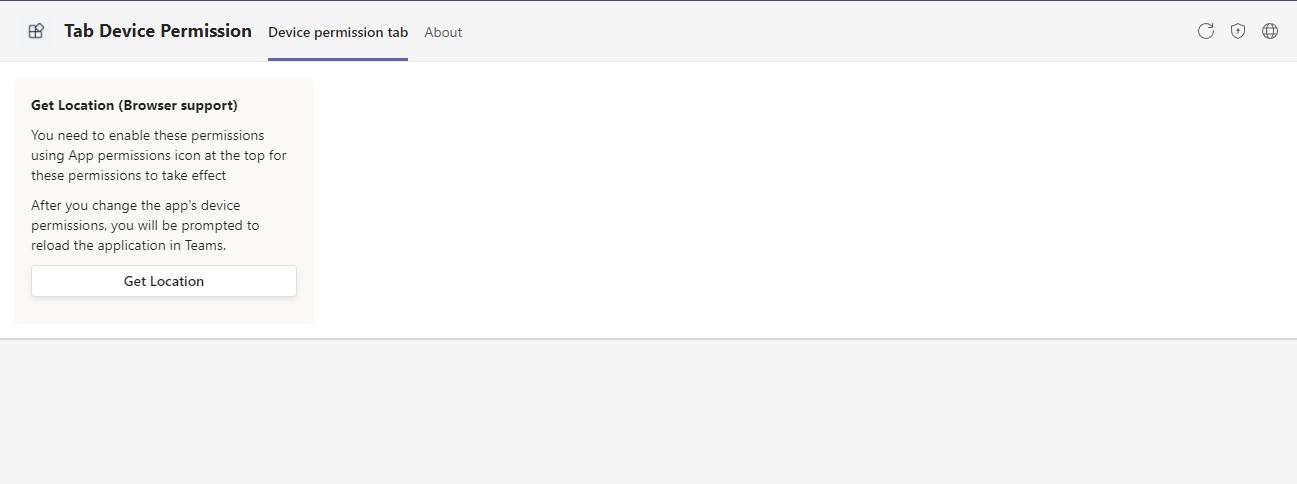 Tab Device Permission Device permission tab About
Get Location (Browser support)
You need to enable these permissions
using App permissions icon at the top for
these permissions to take effect
After you change the app's device
permissions, you will be prompted to
reload the application in Teams.
Get Location